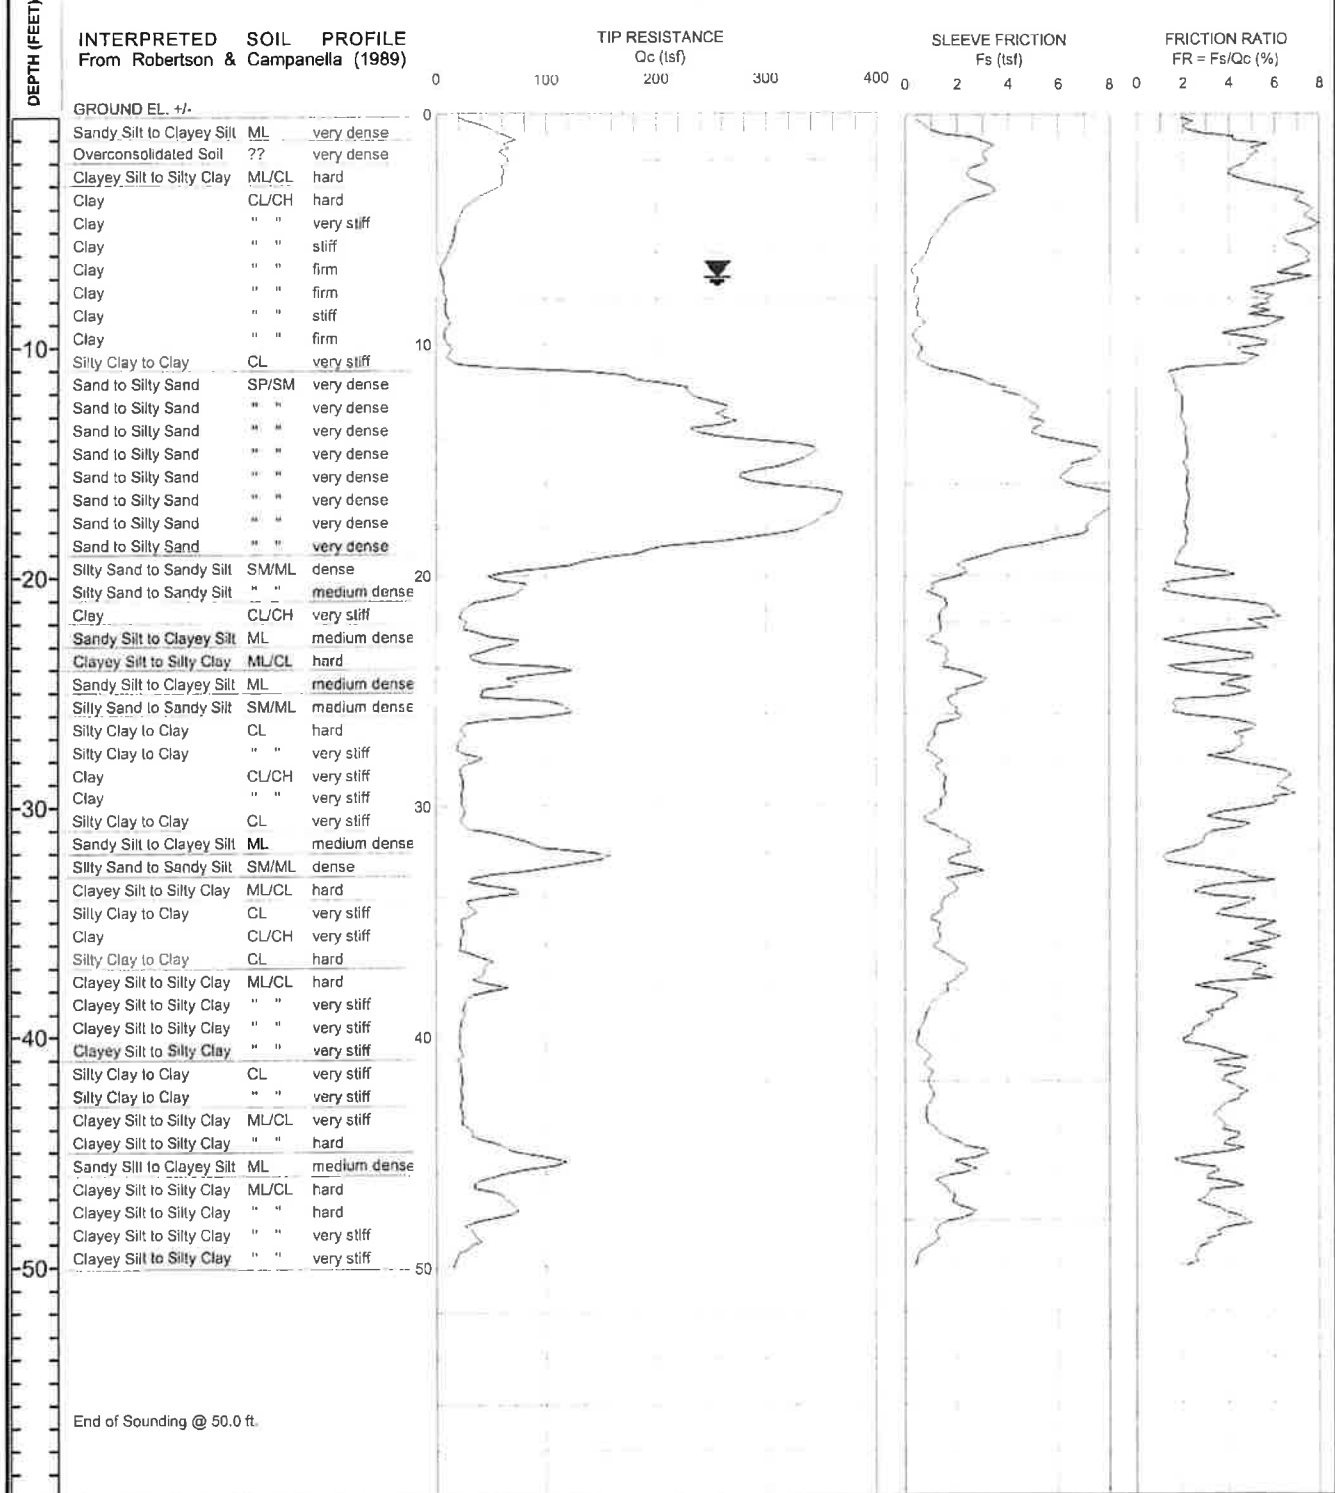 DEPTH (FEET)
INTERPRETED SOIL PROFILE
From Robertson & Campanella (1989)
TIP RESISTANCE
Qc (tsf)
SLEEVE FRICTION
Fs (tsf)
FRICTION RATIO
FR = Fs/Qc (%)
0 100 200 300 400
0 2 4 6 8
0 2 4 6 8
GROUND EL. +/-
0
Sandy Silt to Clayey Silt ML very dense
Overconsolidated Soil ?? very dense
Clayey Silt to Silty Clay ML/CL hard
Clay CL/CH hard
Clay " " very stiff
Clay " " stiff
Clay " " firm
Clay " " firm
Clay " " stiff
Clay " " firm
10 10
Silty Clay to Clay CL very stiff
Sand to Silty Sand SP/SM very dense
Sand to Silty Sand " " very dense
Sand to Silty Sand " " very dense
Sand to Silty Sand " " very dense
Sand to Silty Sand " " very dense
Sand to Silty Sand " " very dense
Sand to Silty Sand " " very dense
Sand to Silty Sand " " very dense
Silty Sand to Sandy Silt SM/ML dense
20 20
Silty Sand to Sandy Silt " " medium dense
Clay CL/CH very stiff
Sandy Silt to Clayey Silt ML medium dense
Clayey Silt to Silty Clay ML/CL hard
Sandy Silt to Clayey Silt ML medium dense
Silty Sand to Sandy Silt SM/ML medium dense
Silty Clay to Clay CL hard
Silty Clay to Clay " " very stiff
Clay CL/CH very stiff
Clay " " very stiff
30 30
Silty Clay to Clay CL very stiff
Sandy Silt to Clayey Silt ML medium dense
Silty Sand to Sandy Silt SM/ML dense
Clayey Silt to Silty Clay ML/CL hard
Silty Clay to Clay CL very stiff
Clay CL/CH very stiff
Silty Clay to Clay CL hard
Clayey Silt to Silty Clay ML/CL hard
Clayey Silt to Silty Clay " " very stiff
Clayey Silt to Silty Clay " " very stiff
40 40
Clayey Silt to Silty Clay " " very stiff
Silty Clay to Clay CL very stiff
Silty Clay to Clay " " very stiff
Clayey Silt to Silty Clay ML/CL very stiff
Clayey Silt to Silty Clay " " hard
Sandy Silt to Clayey Silt ML medium dense
Clayey Silt to Silty Clay ML/CL hard
Clayey Silt to Silty Clay " " hard
Clayey Silt to Silty Clay " " very stiff
Clayey Silt to Silty Clay " " very stiff
50 50
End of Sounding @ 50.0 ft.